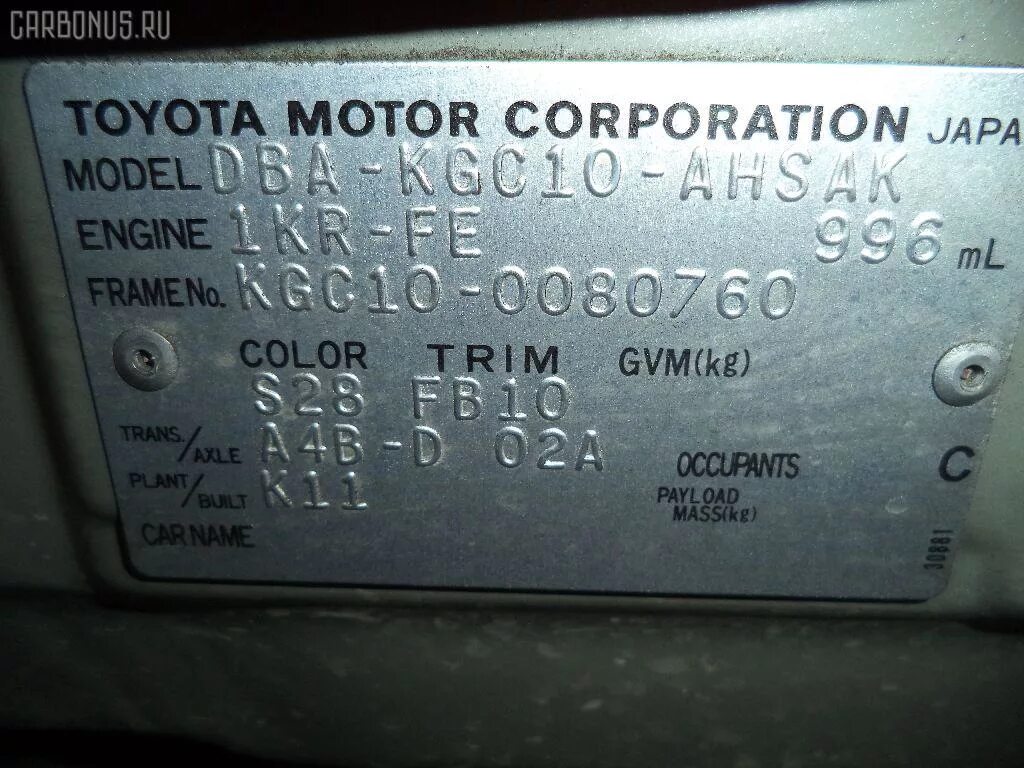 CARBONUS.RU
TOYOTA MOTOR CORPORATION JAPA
MODEL DBA-KGC10-AHSAK
ENGINE 1KR-FE 996 mL
FRAME No. KGC10-0080760
COLOR TRIM GVM(kg)
S28 FB10
TRANS./AXLE A4B-D 02A OCCUPANTS C
PLANT/BUILT K11 PAYLOAD MASS(kg)
CAR NAME
30881